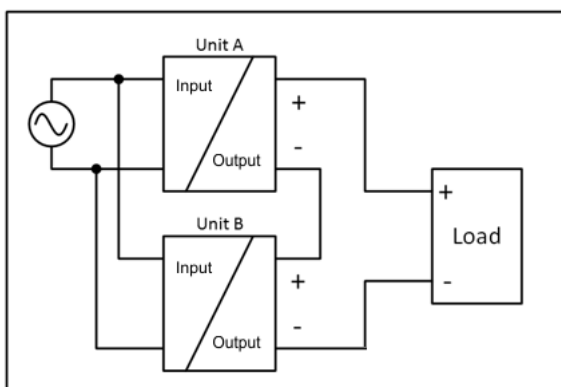 Unit A
Input
+
-
Output
+
Load
-
Unit B
Input
+
-
Output